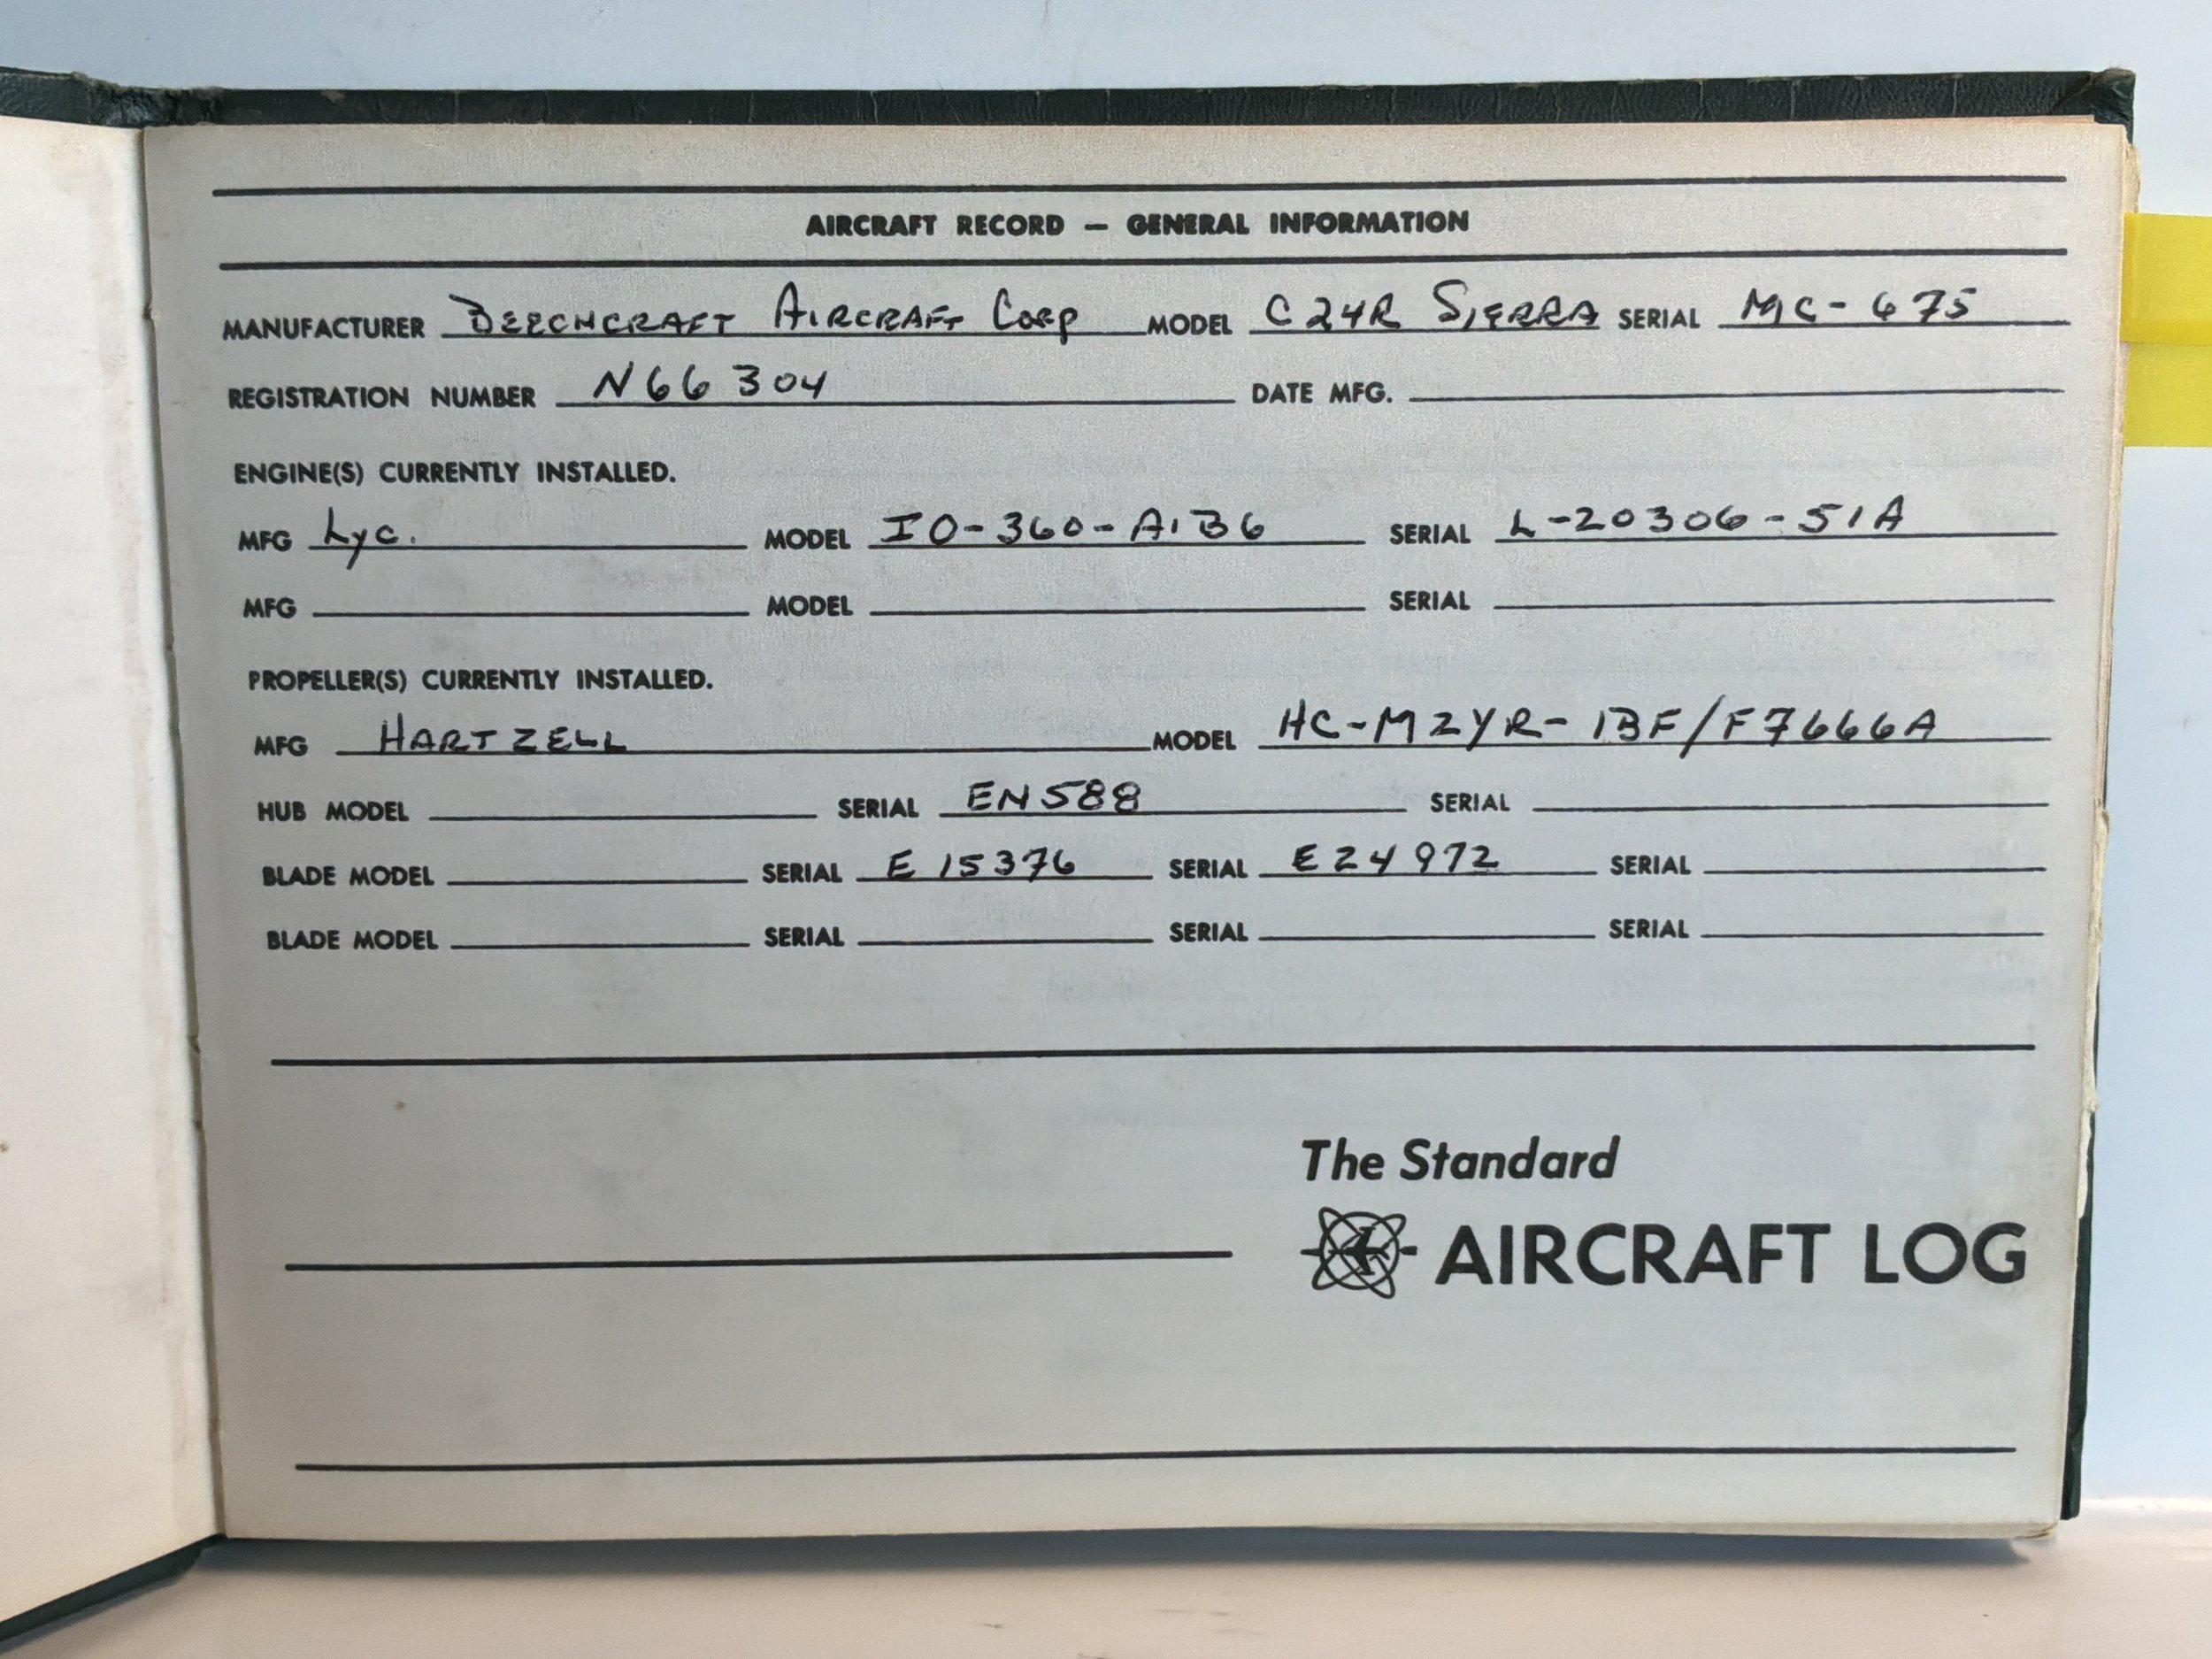 AIRCRAFT RECORD — GENERAL INFORMATION
MANUFACTURER BEECHCRAFT AIRCRAFT CORP MODEL C24R SIERRA SERIAL MC-675
REGISTRATION NUMBER N66304 DATE MFG.
ENGINE(S) CURRENTLY INSTALLED.
MFG Lyc. MODEL IO-360-A1B6 SERIAL L-20306-51A
MFG MODEL SERIAL
PROPELLER(S) CURRENTLY INSTALLED.
MFG HARTZELL MODEL HC-M2YR-1BF/F7666A
HUB MODEL SERIAL EN588 SERIAL
BLADE MODEL SERIAL E15376 SERIAL E24972 SERIAL
BLADE MODEL SERIAL SERIAL SERIAL
The Standard
AIRCRAFT LOG